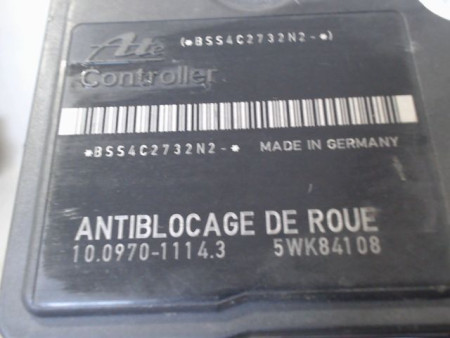 Ate (*BSS4C2732N2-*)
Controller
*BSS4C2732N2-* MADE IN GERMANY
ANTIBLOCAGE DE ROUE
10.0970-1114.3 5WK84108